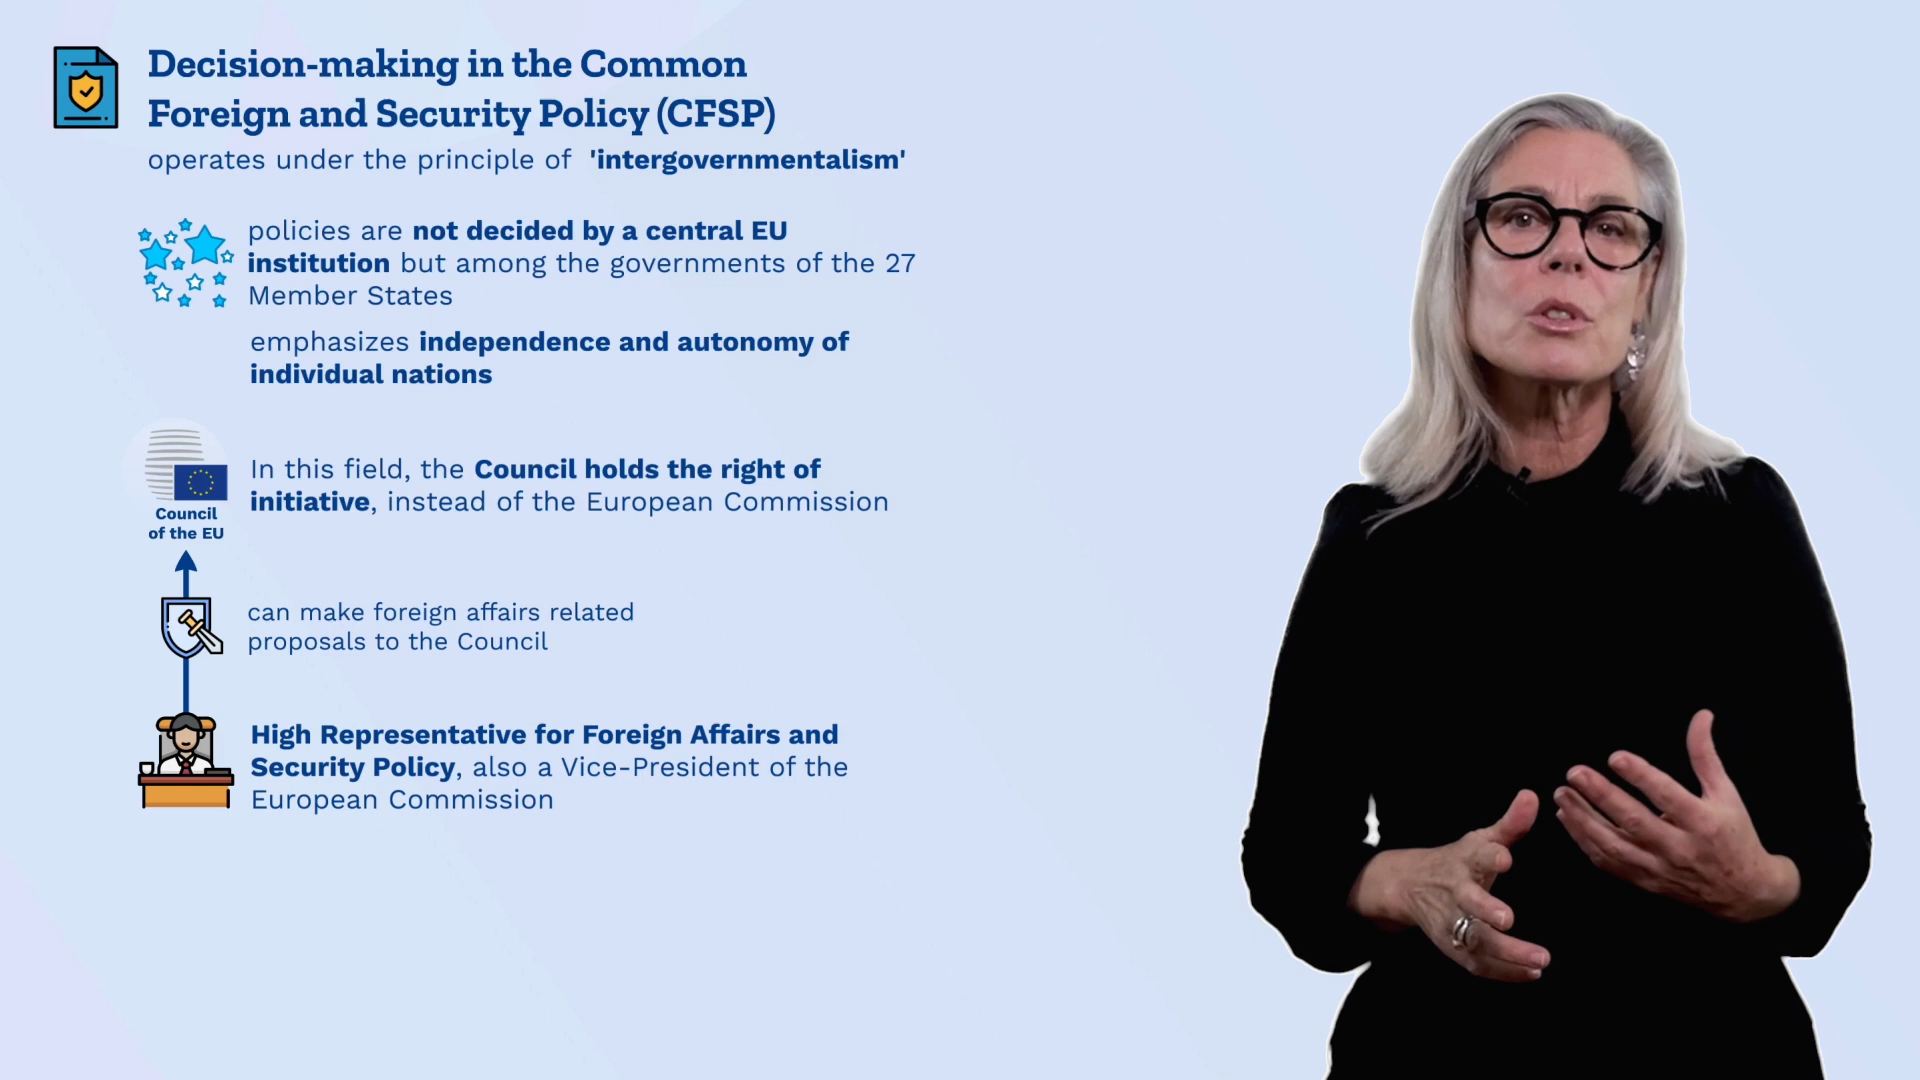 Decision-making in the Common
Foreign and Security Policy (CFSP)
operates under the principle of 'intergovernmentalism'
policies are not decided by a central EU
institution but among the governments of the 27
Member States
emphasizes independence and autonomy of
individual nations
In this field, the Council holds the right of
initiative, instead of the European Commission
Council
of the EU
can make foreign affairs related
proposals to the Council
High Representative for Foreign Affairs and
Security Policy, also a Vice-President of the
European Commission